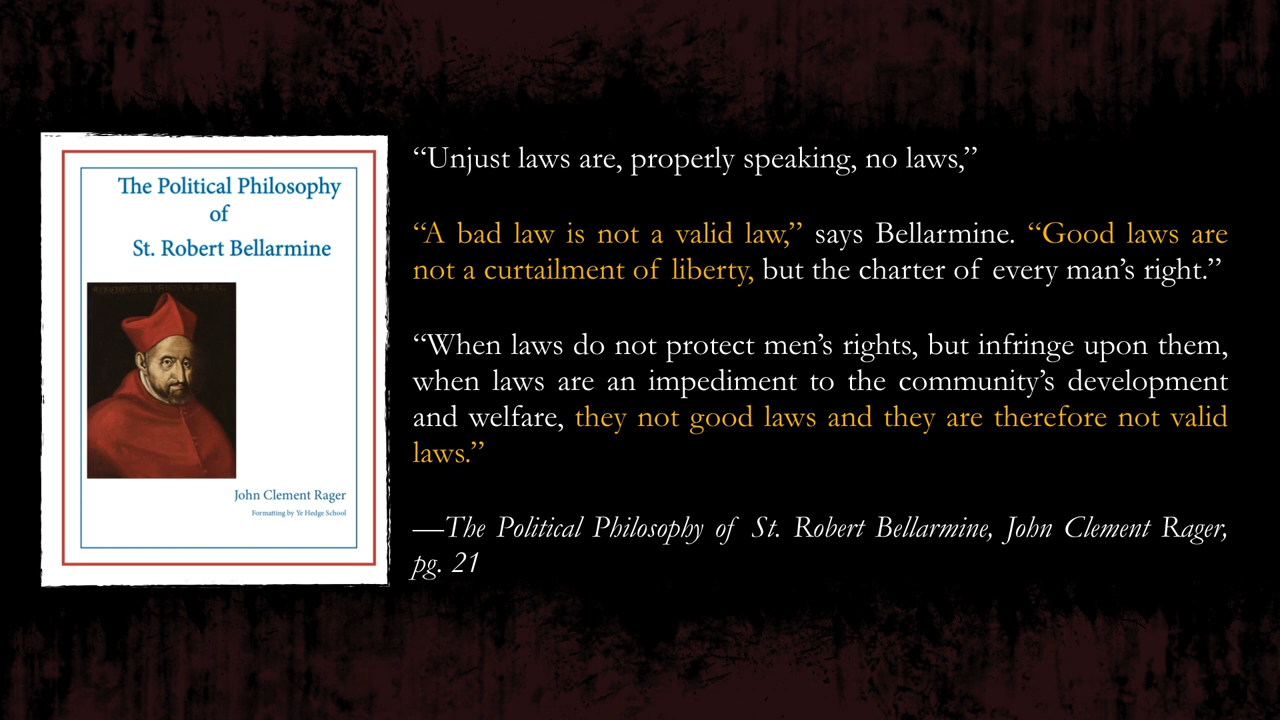 The Political Philosophy
of
St. Robert Bellarmine
John Clement Rager
Formatting by Ye Hedge School
“Unjust laws are, properly speaking, no laws,”
“A bad law is not a valid law,” says Bellarmine. “Good laws are
not a curtailment of liberty, but the charter of every man’s right.”
“When laws do not protect men’s rights, but infringe upon them,
when laws are an impediment to the community’s development
and welfare, they not good laws and they are therefore not valid
laws.”
—The Political Philosophy of St. Robert Bellarmine, John Clement Rager,
pg. 21